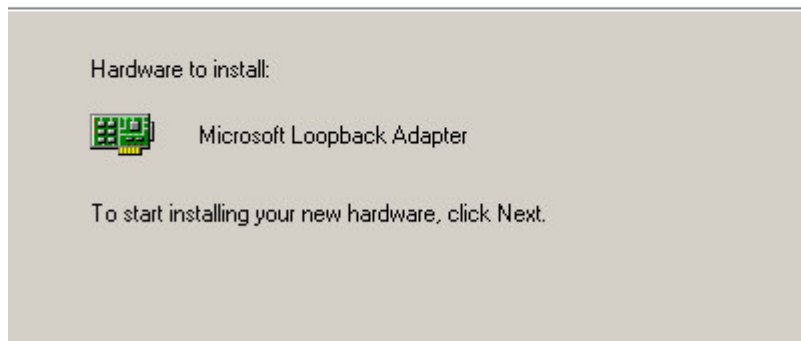 Hardware to install:
Microsoft Loopback Adapter
To start installing your new hardware, click Next.